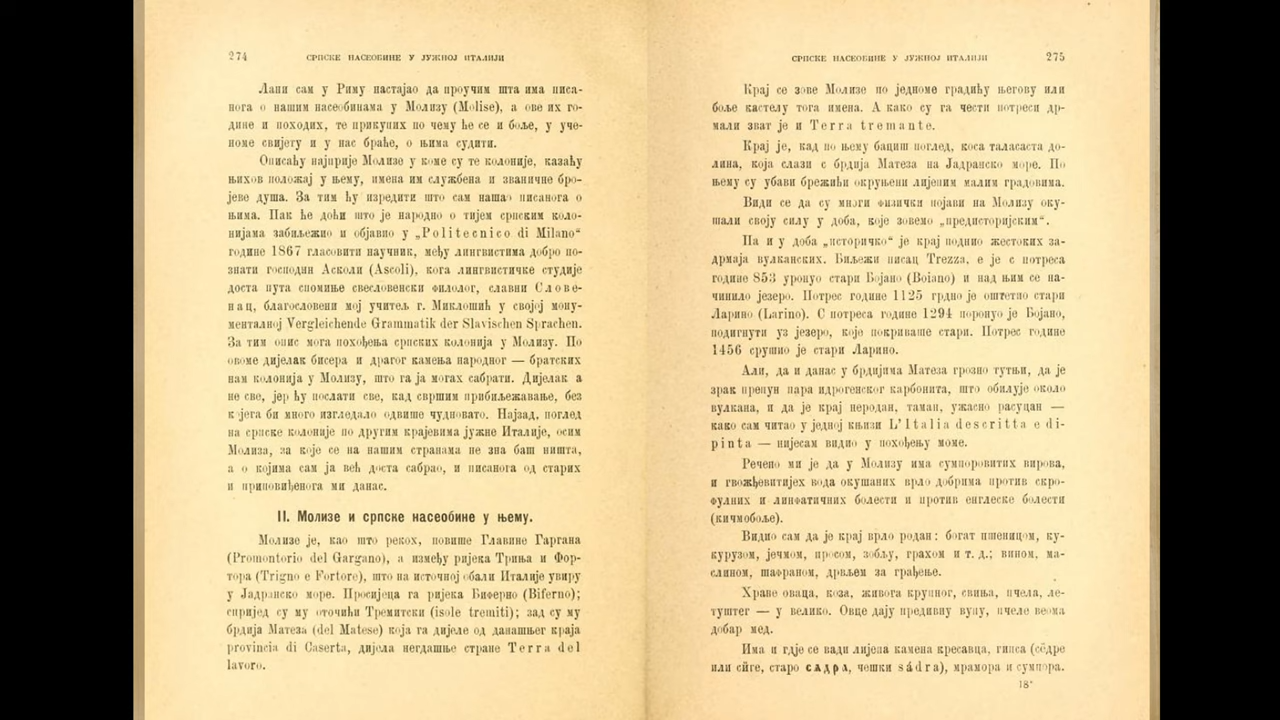 274
СРПСКЕ НАСЕОБИНЕ У ЈУЖНОЈ ИТАЛИЈИ
Лани сам у Риму настајао да проучим шта има писа-
нога о нашим насеобинама у Молизу (Molise), а ове их го-
дине и походих, те прикупих по чему ће се и боље, у уче-
номе свијету и у нас браће, о њима судити.
Описаћу најприје Молизе у коме су те колоније, казаћу
њихов положај у њему, имена им службена и званичне бро-
јеве душа. За тим ћу изредити што сам нашао писанога о
њима. Пак ће доћи што је народно о тијем српским коло-
нијама забиљежио и објавио у „Politecnico di Milano“
године 1867 гласовити научник, међу лингвистима добро по-
знати господин Асколи (Ascoli), кога лингвистичке студије
доста пута спомиње свесловенски филолог, славни Слове-
нац, благословени мој учитељ г. Миклошић у својој мону-
менталној Vergleichende Grammatik der Slavischen Sprachen.
За тим опис мога похођења српских колонија у Молизу. По
овоме дијелак бисера и драгог камења народног — братских
нам колонија у Молизу, што га ја могах сабрати. Дијелак а
не све, јер ћу послати све, кад свршим прибиљежавање, без
којега би много изгледало одвише чудновато. Најзад, поглед
на српске колоније по другим крајевима јужне Италије, осим
Молиза, за које се на нашим странама не зна баш ништа,
а о којима сам ја већ доста сабрао, и писанога од старих
и приповиђенога ми данас.
II. Молизе и српске насеобине у њему.
Молизе је, као што рекох, повише Главине Гаргана
(Promontorio del Gargano), а између ријека Триња и Фор-
тора (Trigno e Fortore), што на источној обали Италије увиру
у Јадранско море. Просијеца га ријека Биферно (Biferno);
спријед су му оточићи Тремитски (isole tremiti); зад су му
брдија Матеза (del Matese) која га дијеле од данашњег краја
provincia di Caserta, дијела негдашње стране Terra del
lavoro.
СРПСКЕ НАСЕОБИНЕ У ЈУЖНОЈ ИТАЛИЈИ
275
Крај се зове Молизе по једноме градићу његову или
боље кастелу тога имена. А како су га чести потреси др-
мали зват је и Terra tremante.
Крај је, кад по њему бациш поглед, коса таласаста до-
лина, која слази с брдија Матеза на Јадранско море. По
њему су убави брежићи окруњени лијепим малим градовима.
Види се да су многи физички појави на Молизу оку-
шали своју силу у доба, које зовемо „предисторијским“.
Па и у доба „историчко“ је крај поднио жестоких за-
дрмаја вулканских. Биљежи писац Trezza, е је с потреса
године 853 уронуо стари Бојано (Boiano) и над њим се на-
чинило језеро. Потрес године 1125 грдно је оштетио стари
Ларино (Larino). С потреса године 1294 поронуо је Бојано,
подигнути уз језеро, које покриваше стари. Потрес године
1456 срушио је стари Ларино.
Али, да и данас у брдијима Матеза грозно тутњи, да је
зрак препун пара идрогенског карбонита, што обилује около
вулкана, и да је крај неродан, таман, ужасно расуцан —
како сам читао у једној књизи L'Italia descritta e di-
pinta — нијесам видио у похођењу моме.
Речено ми је да у Молизу има сумпоровитих вирова,
и гвожђевитијех вода окушаних врло добрима против скро-
фулних и линфатичних болести и против енглеске болести
(кичмобоље).
Видио сам да је крај врло родан: богат пшеницом, ку-
курузом, јечмом, просом, зобљу, грахом и т. д.; вином, ма-
слином, шафраном, дрвљем за грађење.
Хране оваца, коза, живога крупног, свиња, пчела, ле-
туштег — у велико. Овце дају предивну вуну, пчеле веома
добар мед.
Има и гдје се вади лијепа камена кресавца, гипса (сёдре
или сӣге, старо садра, чешки sádra), мрамора и сумпора.
18*